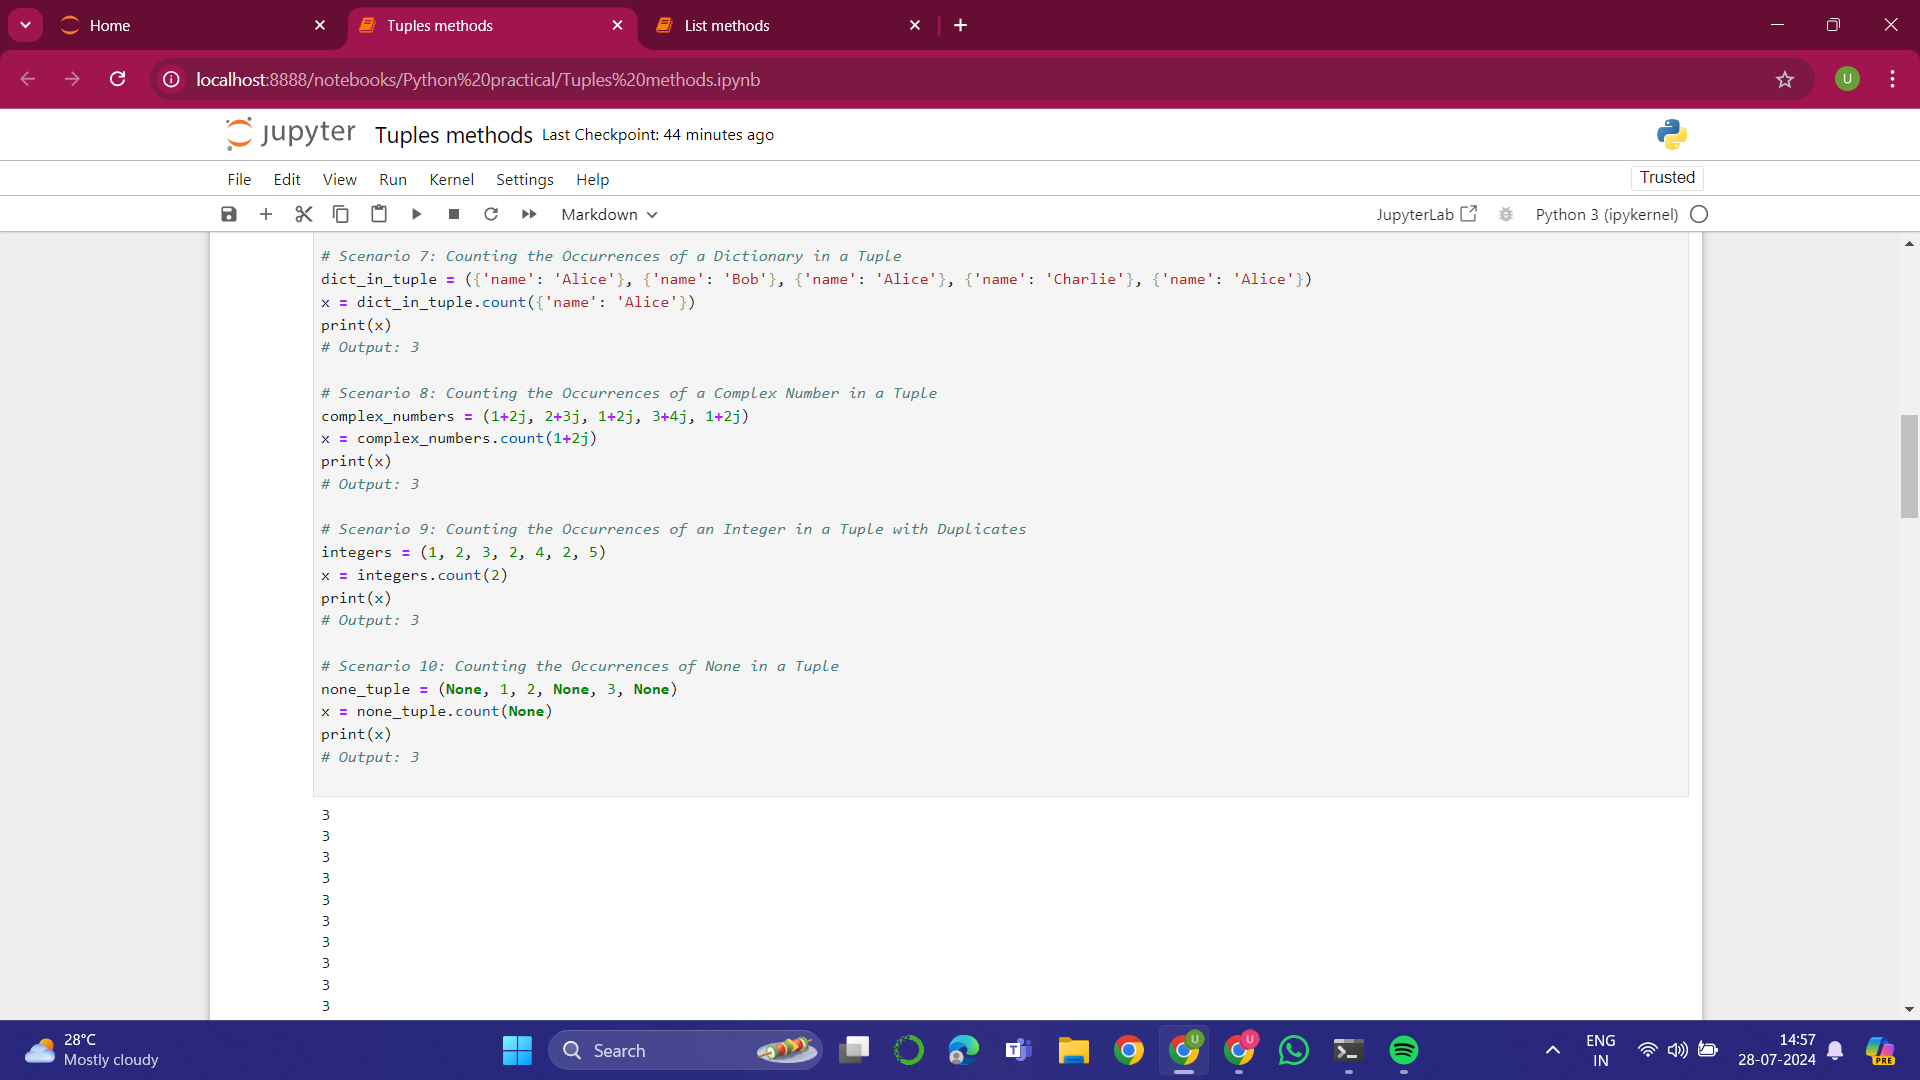 Home
Tuples methods
List methods
localhost:8888/notebooks/Python%20practical/Tuples%20methods.ipynb
U
jupyter Tuples methods Last Checkpoint: 44 minutes ago
File Edit View Run Kernel Settings Help
Trusted
Markdown
JupyterLab
Python 3 (ipykernel)
# Scenario 7: Counting the Occurrences of a Dictionary in a Tuple
dict_in_tuple = ({'name': 'Alice'}, {'name': 'Bob'}, {'name': 'Alice'}, {'name': 'Charlie'}, {'name': 'Alice'})
x = dict_in_tuple.count({'name': 'Alice'})
print(x)
# Output: 3
# Scenario 8: Counting the Occurrences of a Complex Number in a Tuple
complex_numbers = (1+2j, 2+3j, 1+2j, 3+4j, 1+2j)
x = complex_numbers.count(1+2j)
print(x)
# Output: 3
# Scenario 9: Counting the Occurrences of an Integer in a Tuple with Duplicates
integers = (1, 2, 3, 2, 4, 2, 5)
x = integers.count(2)
print(x)
# Output: 3
# Scenario 10: Counting the Occurrences of None in a Tuple
none_tuple = (None, 1, 2, None, 3, None)
x = none_tuple.count(None)
print(x)
# Output: 3
3
3
3
3
3
3
3
3
3
3
28°C
Mostly cloudy
Search
U
U
ENG
IN
14:57
28-07-2024
PRE